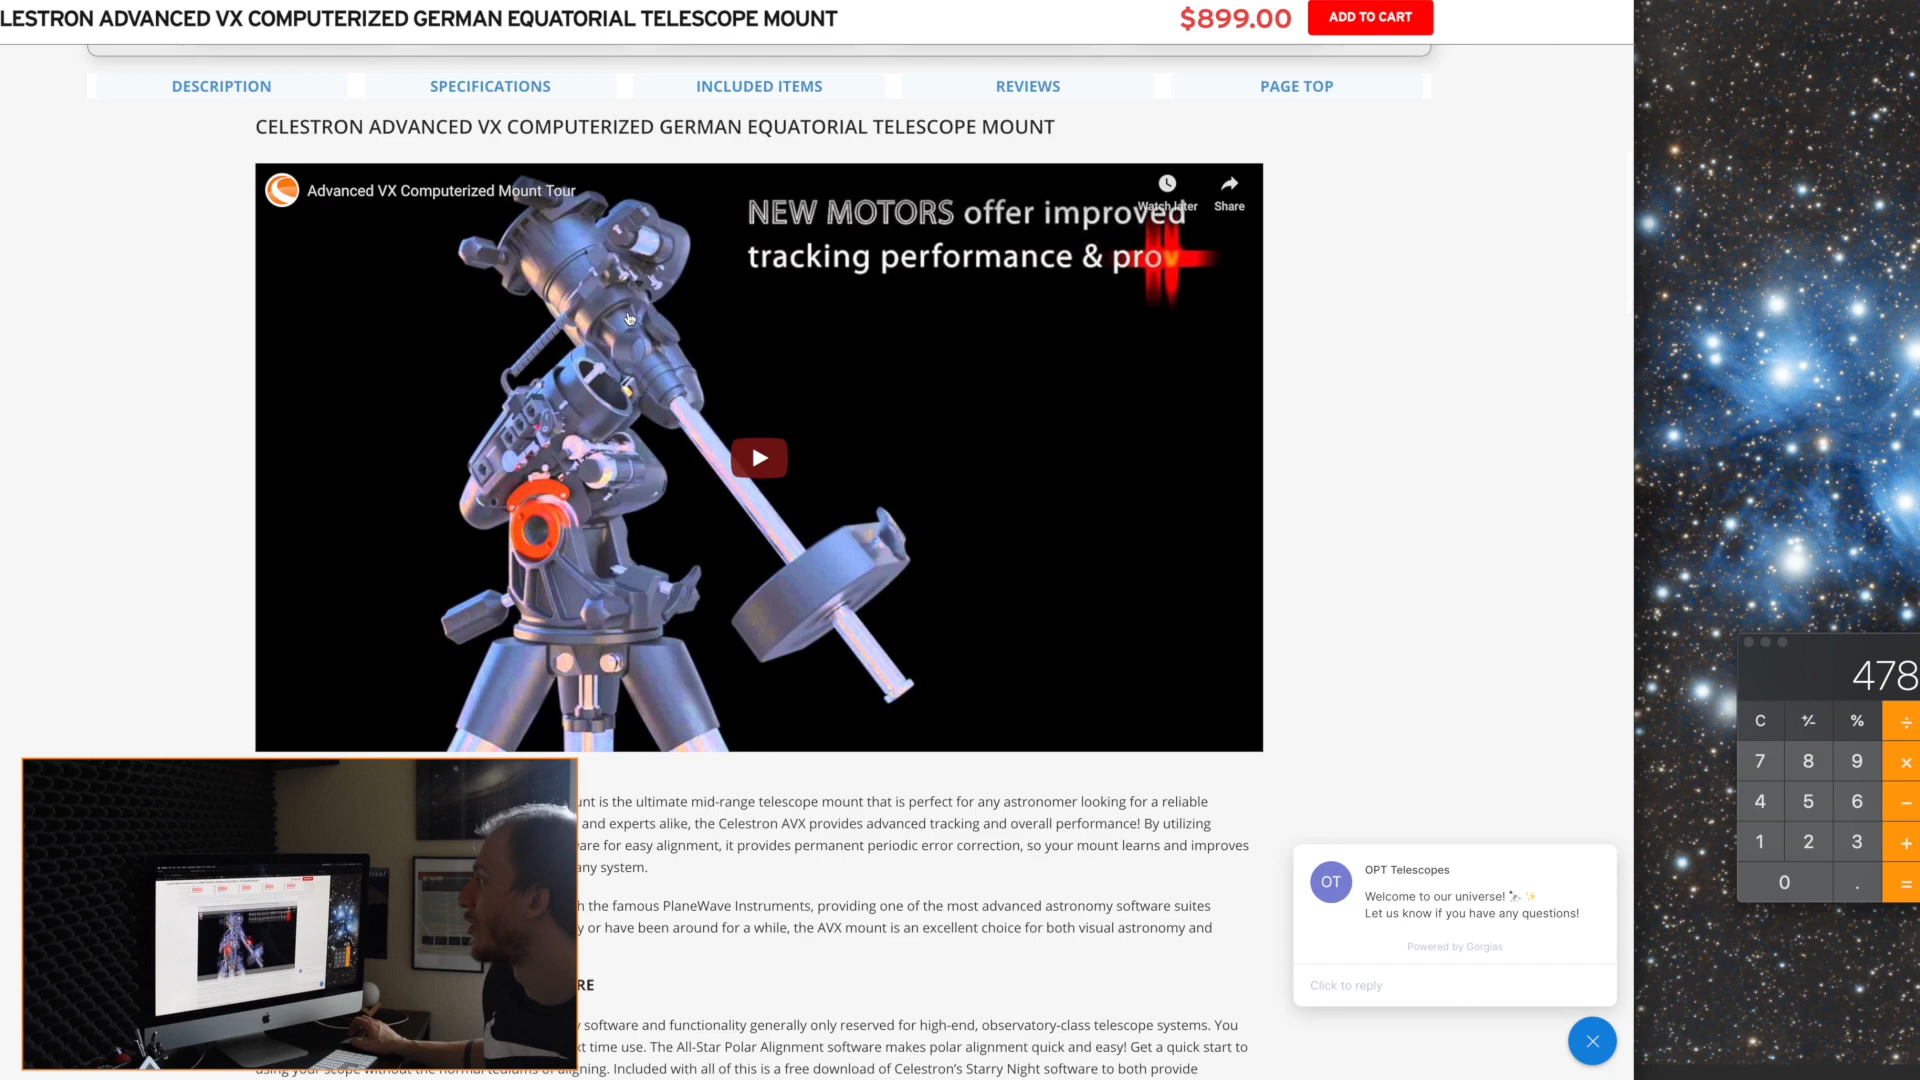 LESTRON ADVANCED VX COMPUTERIZED GERMAN EQUATORIAL TELESCOPE MOUNT
$899.00
ADD TO CART
DESCRIPTION
SPECIFICATIONS
INCLUDED ITEMS
REVIEWS
PAGE TOP
CELESTRON ADVANCED VX COMPUTERIZED GERMAN EQUATORIAL TELESCOPE MOUNT
Advanced VX Computerized Mount Tour
Watch later
Share
NEW MOTORS offer improved
tracking performance & prov
478
C
+⁄-
%
÷
7
8
9
×
4
5
6
−
1
2
3
+
0
.
=
unt is the ultimate mid-range telescope mount that is perfect for any astronomer looking for a reliable
and experts alike, the Celestron AVX provides advanced tracking and overall performance! By utilizing
are for easy alignment, it provides permanent periodic error correction, so your mount learns and improves
any system.
h the famous PlaneWave Instruments, providing one of the most advanced astronomy software suites
y or have been around for a while, the AVX mount is an excellent choice for both visual astronomy and
RE
software and functionality generally only reserved for high-end, observatory-class telescope systems. You
xt time use. The All-Star Polar Alignment software makes polar alignment quick and easy! Get a quick start to
using your scope without the normal tediums of aligning. Included with all of this is a free download of Celestron's Starry Night software to both provide
OT
OPT Telescopes
Welcome to our universe! 🔭 ✨
Let us know if you have any questions!
Powered by Gorgias
Click to reply